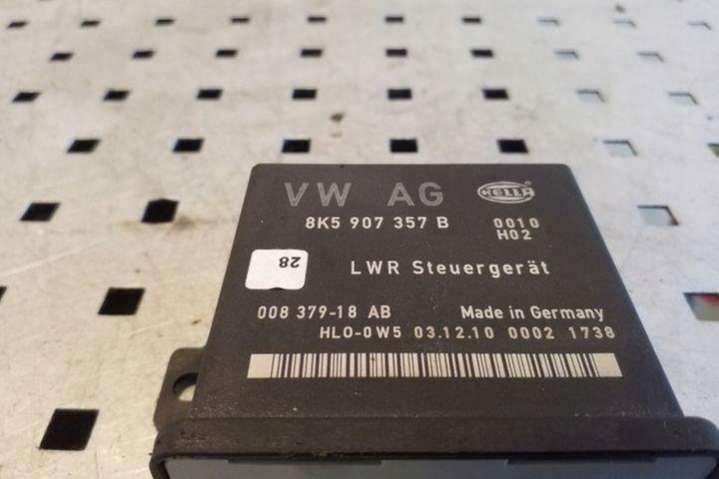 VW AG HELLA
8K5 907 357 B 0010
H02
28
LWR Steuergerät
008 379-18 AB Made in Germany
HLO-0W5 03.12.10 0002 1738